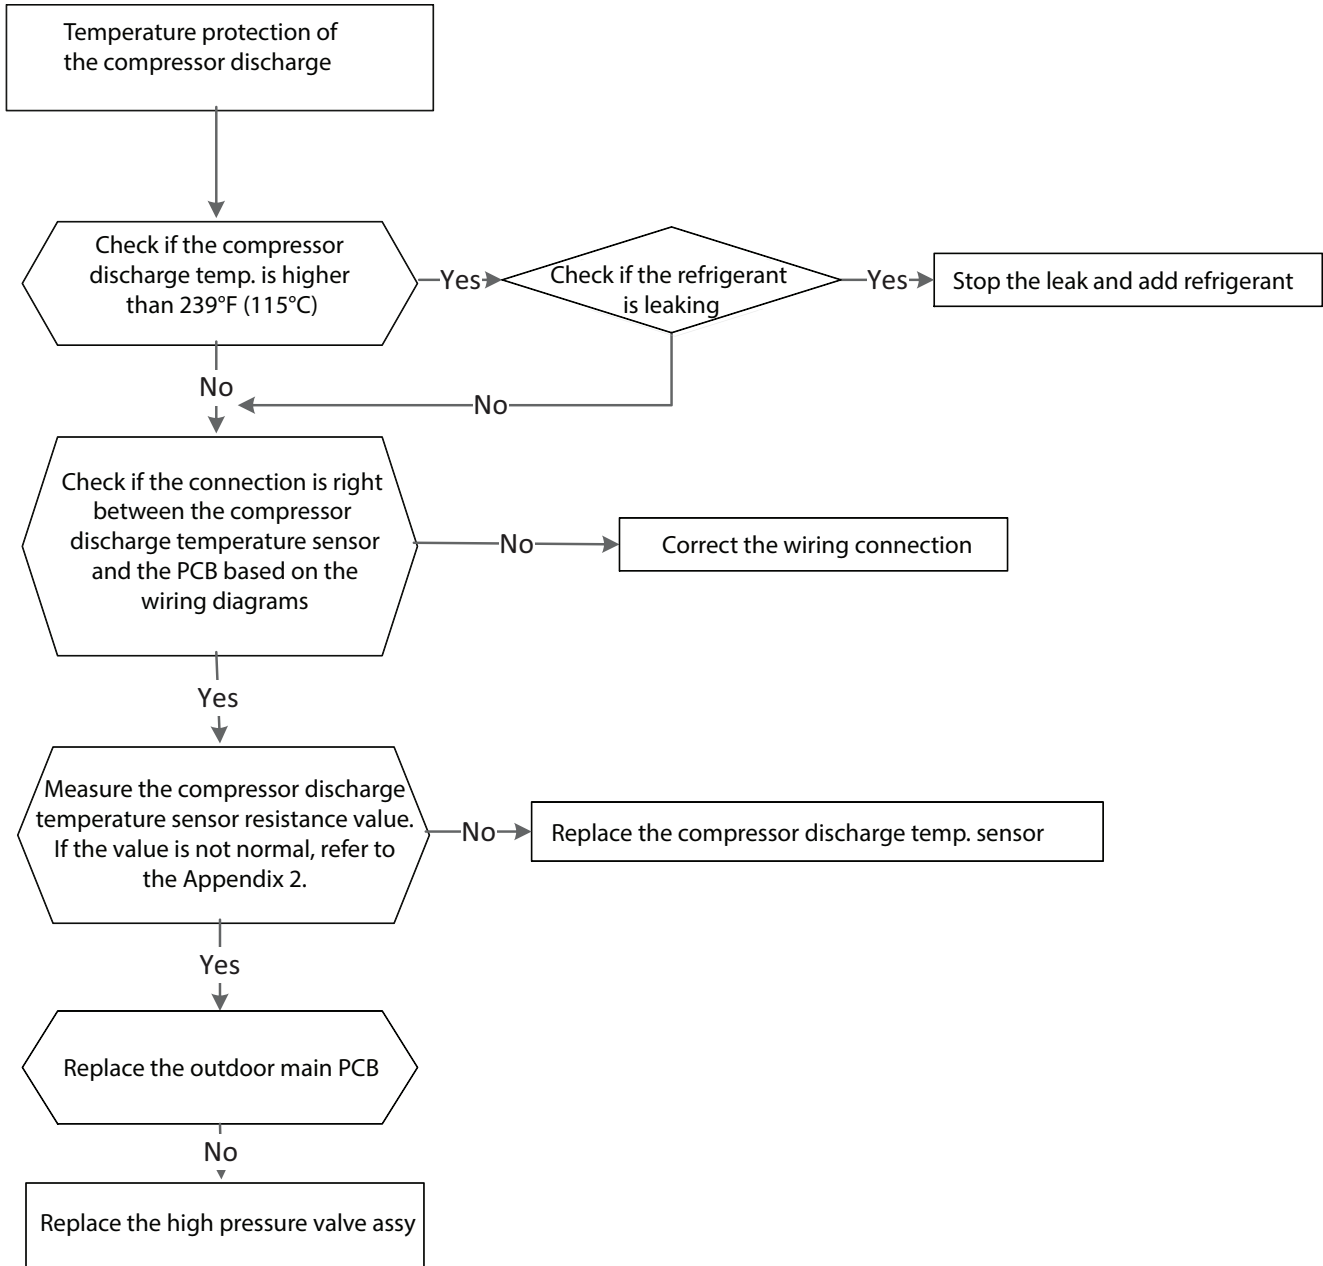 Temperature protection of
the compressor discharge
Check if the compressor
discharge temp. is higher
than 239°F (115°C)
Yes
Check if the refrigerant
is leaking
Yes
Stop the leak and add refrigerant
No
No
Check if the connection is right
between the compressor
discharge temperature sensor
and the PCB based on the
wiring diagrams
No
Correct the wiring connection
Yes
Measure the compressor discharge
temperature sensor resistance value.
If the value is not normal, refer to
the Appendix 2.
No
Replace the compressor discharge temp. sensor
Yes
Replace the outdoor main PCB
No
Replace the high pressure valve assy